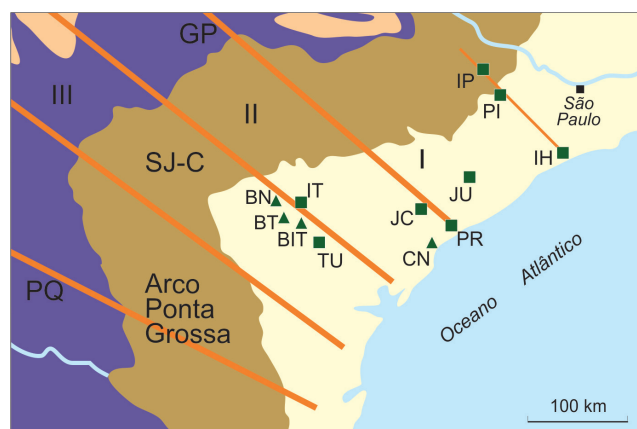 GP
IP
III
PI
São
Paulo
II
I
IH
SJ-C
JU
BN
IT
BT
JC
BIT
PR
TU
CN
Oceano Atlântico
PQ
Arco
Ponta
Grossa
100 km